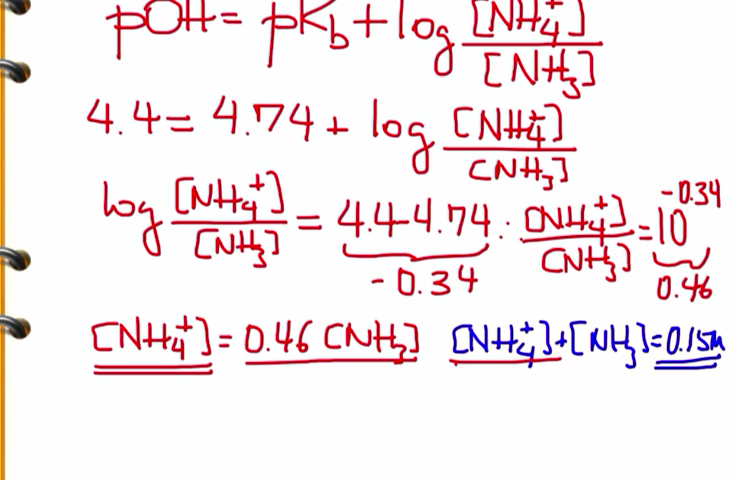 pOH = pKb + log [NH4+] / [NH3]
4.4 = 4.74 + log [NH4+] / [NH3]
log [NH4+] / [NH3] = 4.4-4.74 . [NH4+] / [NH3] = 10^-0.34
-0.34 0.46
[NH4+] = 0.46 [NH3] [NH4+] + [NH3] = 0.15M